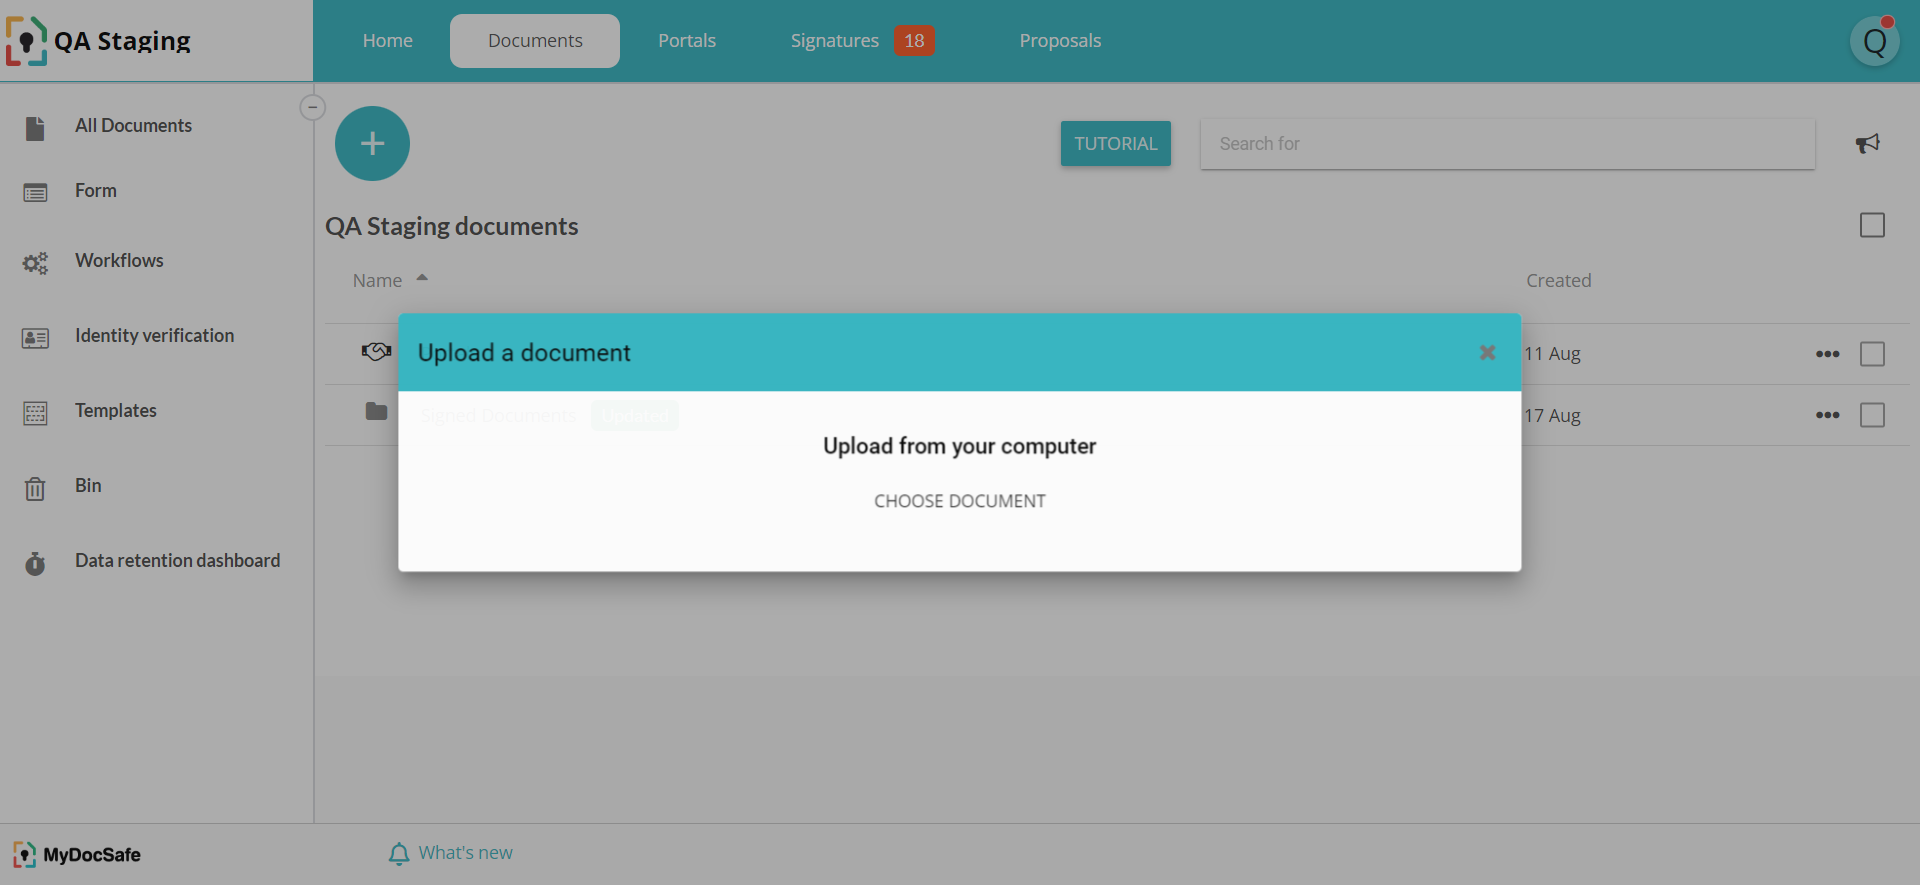 QA Staging
Home Documents Portals Signatures 18 Proposals
Q
All Documents
Form
Workflows
Identity verification
Templates
Bin
Data retention dashboard
TUTORIAL Search for
QA Staging documents
Name Created
Upload a document
11 Aug
Signed Documents Updated
17 Aug
Upload from your computer
CHOOSE DOCUMENT
MyDocSafe What's new